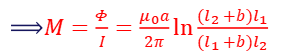 ⟹M = Φ/I = μ₀a/2π ln (l₂+b)l₁/(l₁+b)l₂